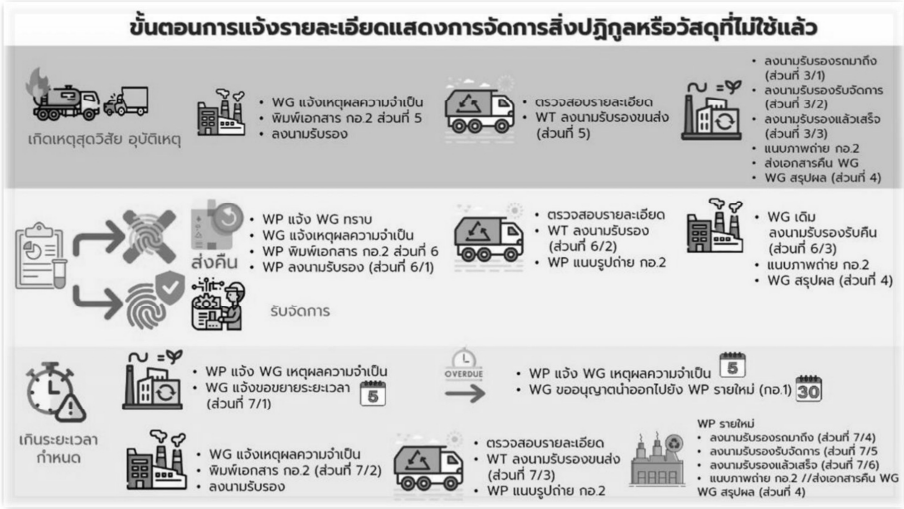 ขั้นตอนการแจ้งรายละเอียดแสดงการจัดการสิ่งปฏิกูลหรือวัสดุที่ไม่ใช้แล้ว
เกิดเหตุสุดวิสัย อุบัติเหตุ
• WG แจ้งเหตุผลความจำเป็น
• พิมพ์เอกสาร กอ.2 ส่วนที่ 5
• ลงนามรับรอง
• ตรวจสอบรายละเอียด
• WT ลงนามรับรองขนส่ง
(ส่วนที่ 5)
• ลงนามรับรองรถมาถึง
(ส่วนที่ 3/1)
• ลงนามรับรองรับจัดการ
(ส่วนที่ 3/2)
• ลงนามรับรองแล้วเสร็จ
(ส่วนที่ 3/3)
• แนบภาพถ่าย กอ.2
• ส่งเอกสารคืน WG
• WG สรุปผล (ส่วนที่ 4)
ส่งคืน
• WP แจ้ง WG ทราบ
• WG แจ้งเหตุผลความจำเป็น
• WP พิมพ์เอกสาร กอ.2 ส่วนที่ 6
• WP ลงนามรับรอง (ส่วนที่ 6/1)
• ตรวจสอบรายละเอียด
• WT ลงนามรับรอง
(ส่วนที่ 6/2)
• WP แนบรูปถ่าย กอ.2
• WG เดิม
ลงนามรับรองรับคืน
(ส่วนที่ 6/3)
• แนบภาพถ่าย กอ.2
• WG สรุปผล (ส่วนที่ 4)
รับจัดการ
เกินระยะเวลา
กำหนด
• WP แจ้ง WG เหตุผลความจำเป็น
• WG แจ้งขอขยายระยะเวลา
(ส่วนที่ 7/1)
5
OVERDUE
• WP แจ้ง WG เหตุผลความจำเป็น
5
• WG ขออนุญาตนำออกไปยัง WP รายใหม่ (กอ.1)
30
• WG แจ้งเหตุผลความจำเป็น
• พิมพ์เอกสาร กอ.2 (ส่วนที่ 7/2)
• ลงนามรับรอง
• ตรวจสอบรายละเอียด
• WT ลงนามรับรองขนส่ง
(ส่วนที่ 7/3)
• WP แนบรูปถ่าย กอ.2
WP รายใหม่
• ลงนามรับรองรถมาถึง (ส่วนที่ 7/4)
• ลงนามรับรองรับจัดการ (ส่วนที่ 7/5
• ลงนามรับรองแล้วเสร็จ (ส่วนที่ 7/6)
• แนบภาพถ่าย กอ.2 //ส่งเอกสารคืน WG
WG สรุปผล (ส่วนที่ 4)